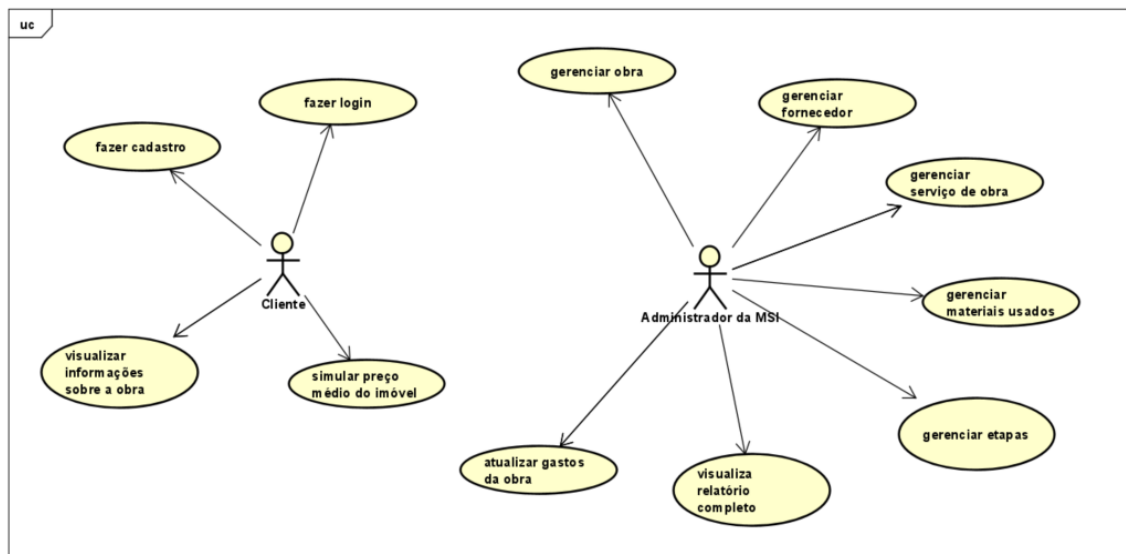 uc
gerenciar obra
gerenciar
fornecedor
fazer login
fazer cadastro
gerenciar
serviço de obra
Cliente
Administrador da MSI
gerenciar
materiais usados
visualizar
informações
sobre a obra
simular preço
médio do imóvel
gerenciar etapas
atualizar gastos
da obra
visualiza
relatório
completo